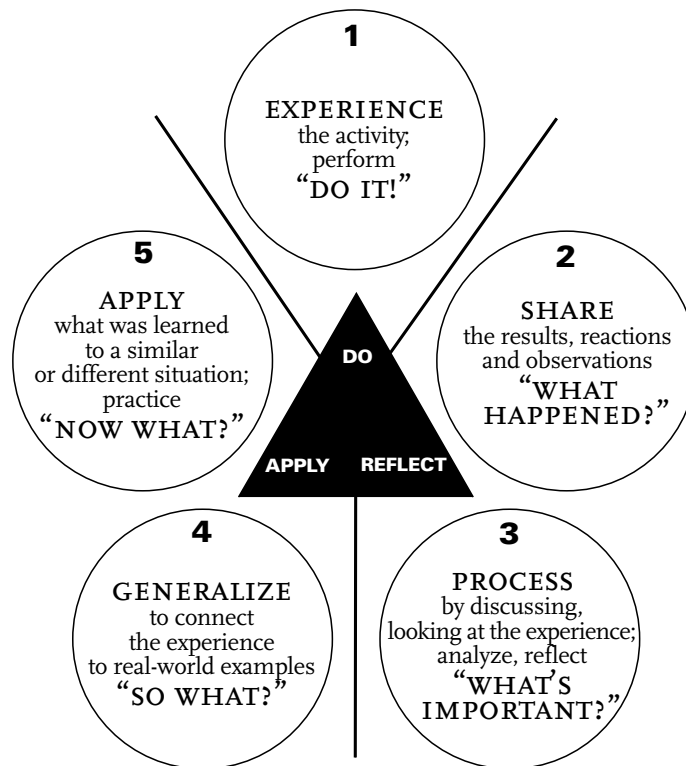 1
EXPERIENCE
the activity;
perform
“DO IT!”
5
APPLY
what was learned
to a similar
or different situation;
practice
“NOW WHAT?”
2
SHARE
the results, reactions
and observations
“WHAT
HAPPENED?”
DO
APPLY
REFLECT
4
GENERALIZE
to connect
the experience
to real-world examples
“SO WHAT?”
3
PROCESS
by discussing,
looking at the experience;
analyze, reflect
“WHAT’S
IMPORTANT?”